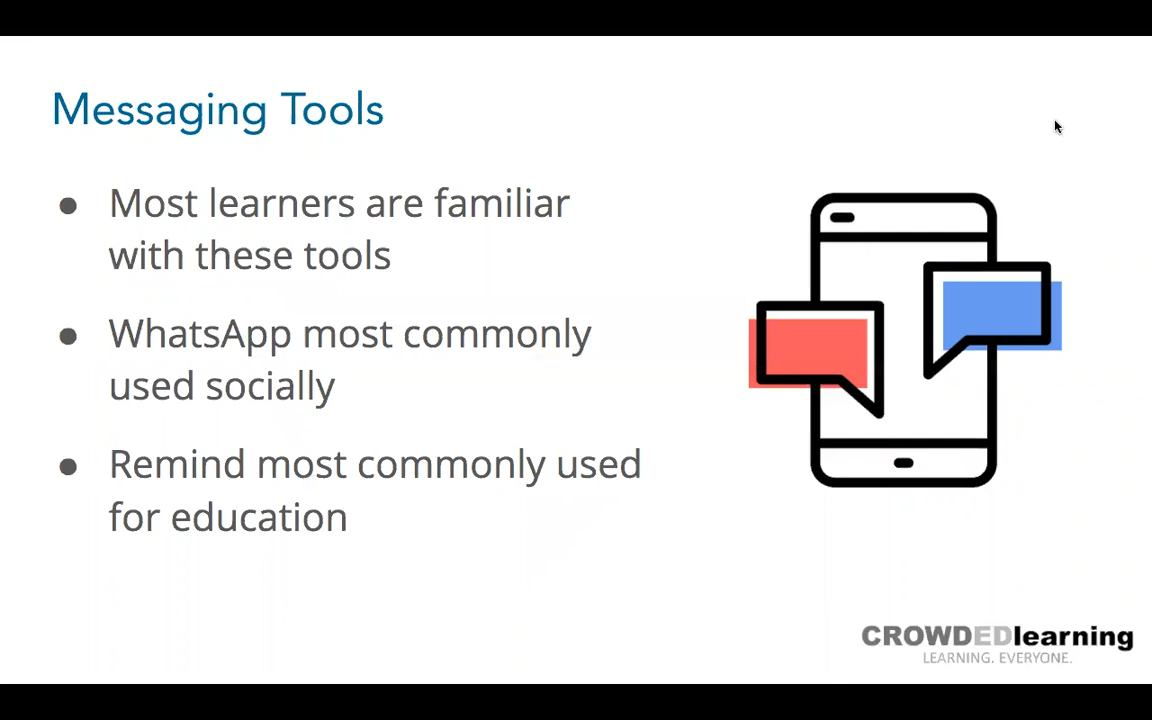 Messaging Tools
● Most learners are familiar
with these tools
● WhatsApp most commonly
used socially
● Remind most commonly used
for education
CROWDEDlearning
LEARNING. EVERYONE.